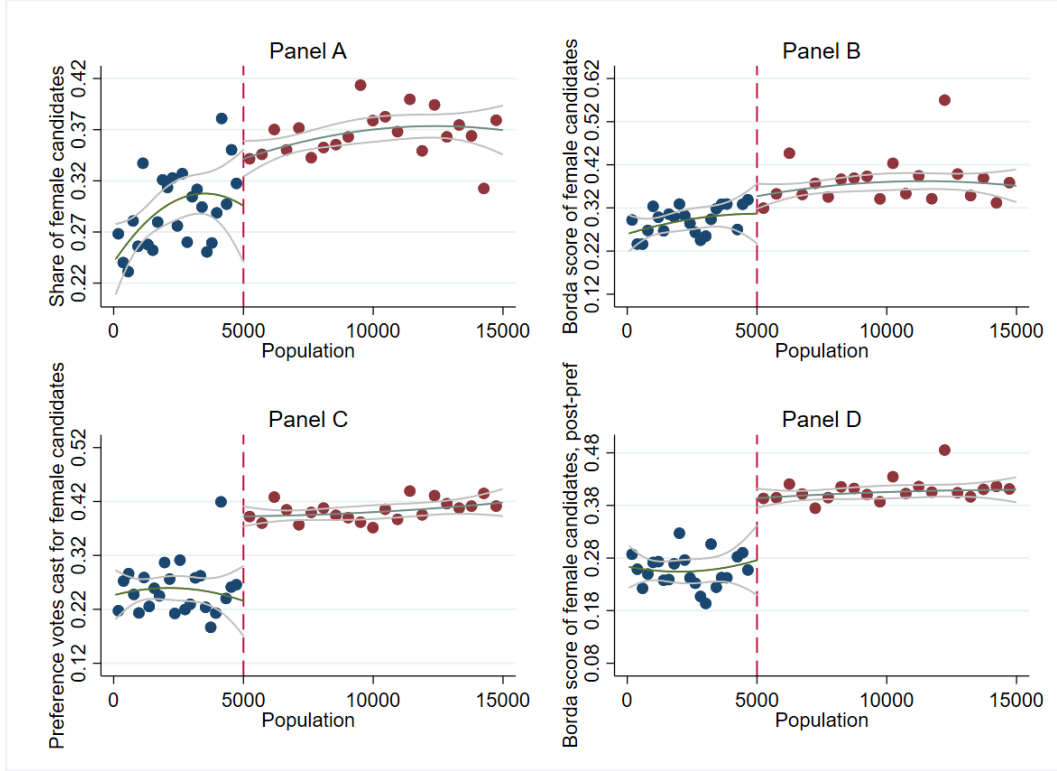 Panel A
Share of female candidates
0.42
0.37
0.32
0.27
0.22
0 5000 10000 15000
Population
Panel B
Borda score of female candidates
0.62
0.52
0.42
0.32
0.22
0.12
0 5000 10000 15000
Population
Panel C
Preference votes cast for female candidates
0.52
0.42
0.32
0.22
0.12
0 5000 10000 15000
Population
Panel D
Borda score of female candidates, post-pref
0.48
0.38
0.28
0.18
0.08
0 5000 10000 15000
Population